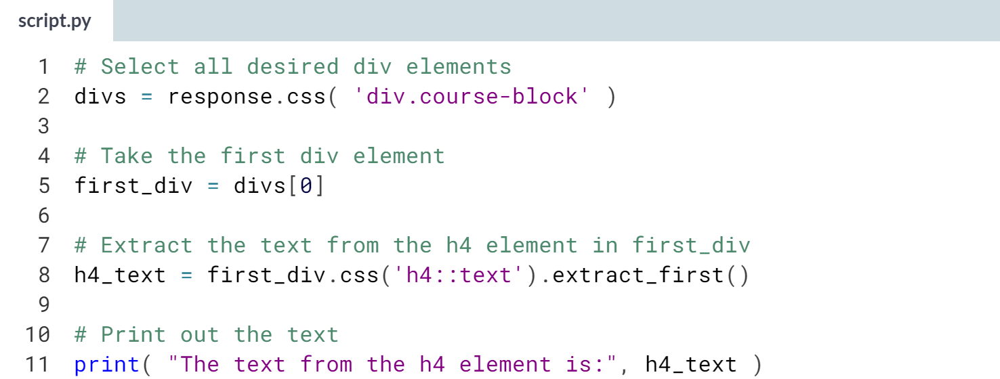 script.py
1 # Select all desired div elements
2 divs = response.css( 'div.course-block' )
3
4 # Take the first div element
5 first_div = divs[0]
6
7 # Extract the text from the h4 element in first_div
8 h4_text = first_div.css('h4::text').extract_first()
9
10 # Print out the text
11 print( "The text from the h4 element is:", h4_text )